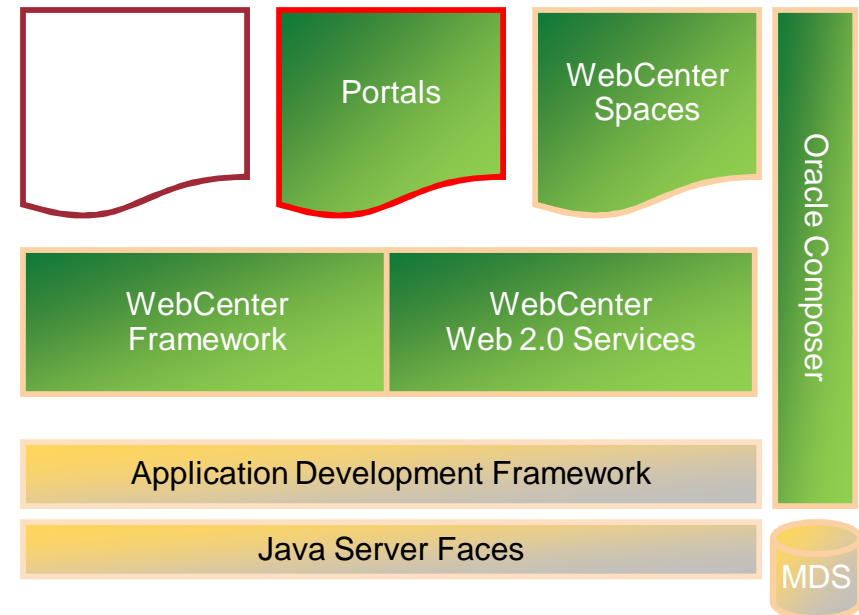 Portals
WebCenter
Spaces
Oracle Composer
WebCenter
Framework
WebCenter
Web 2.0 Services
Application Development Framework
Java Server Faces
MDS